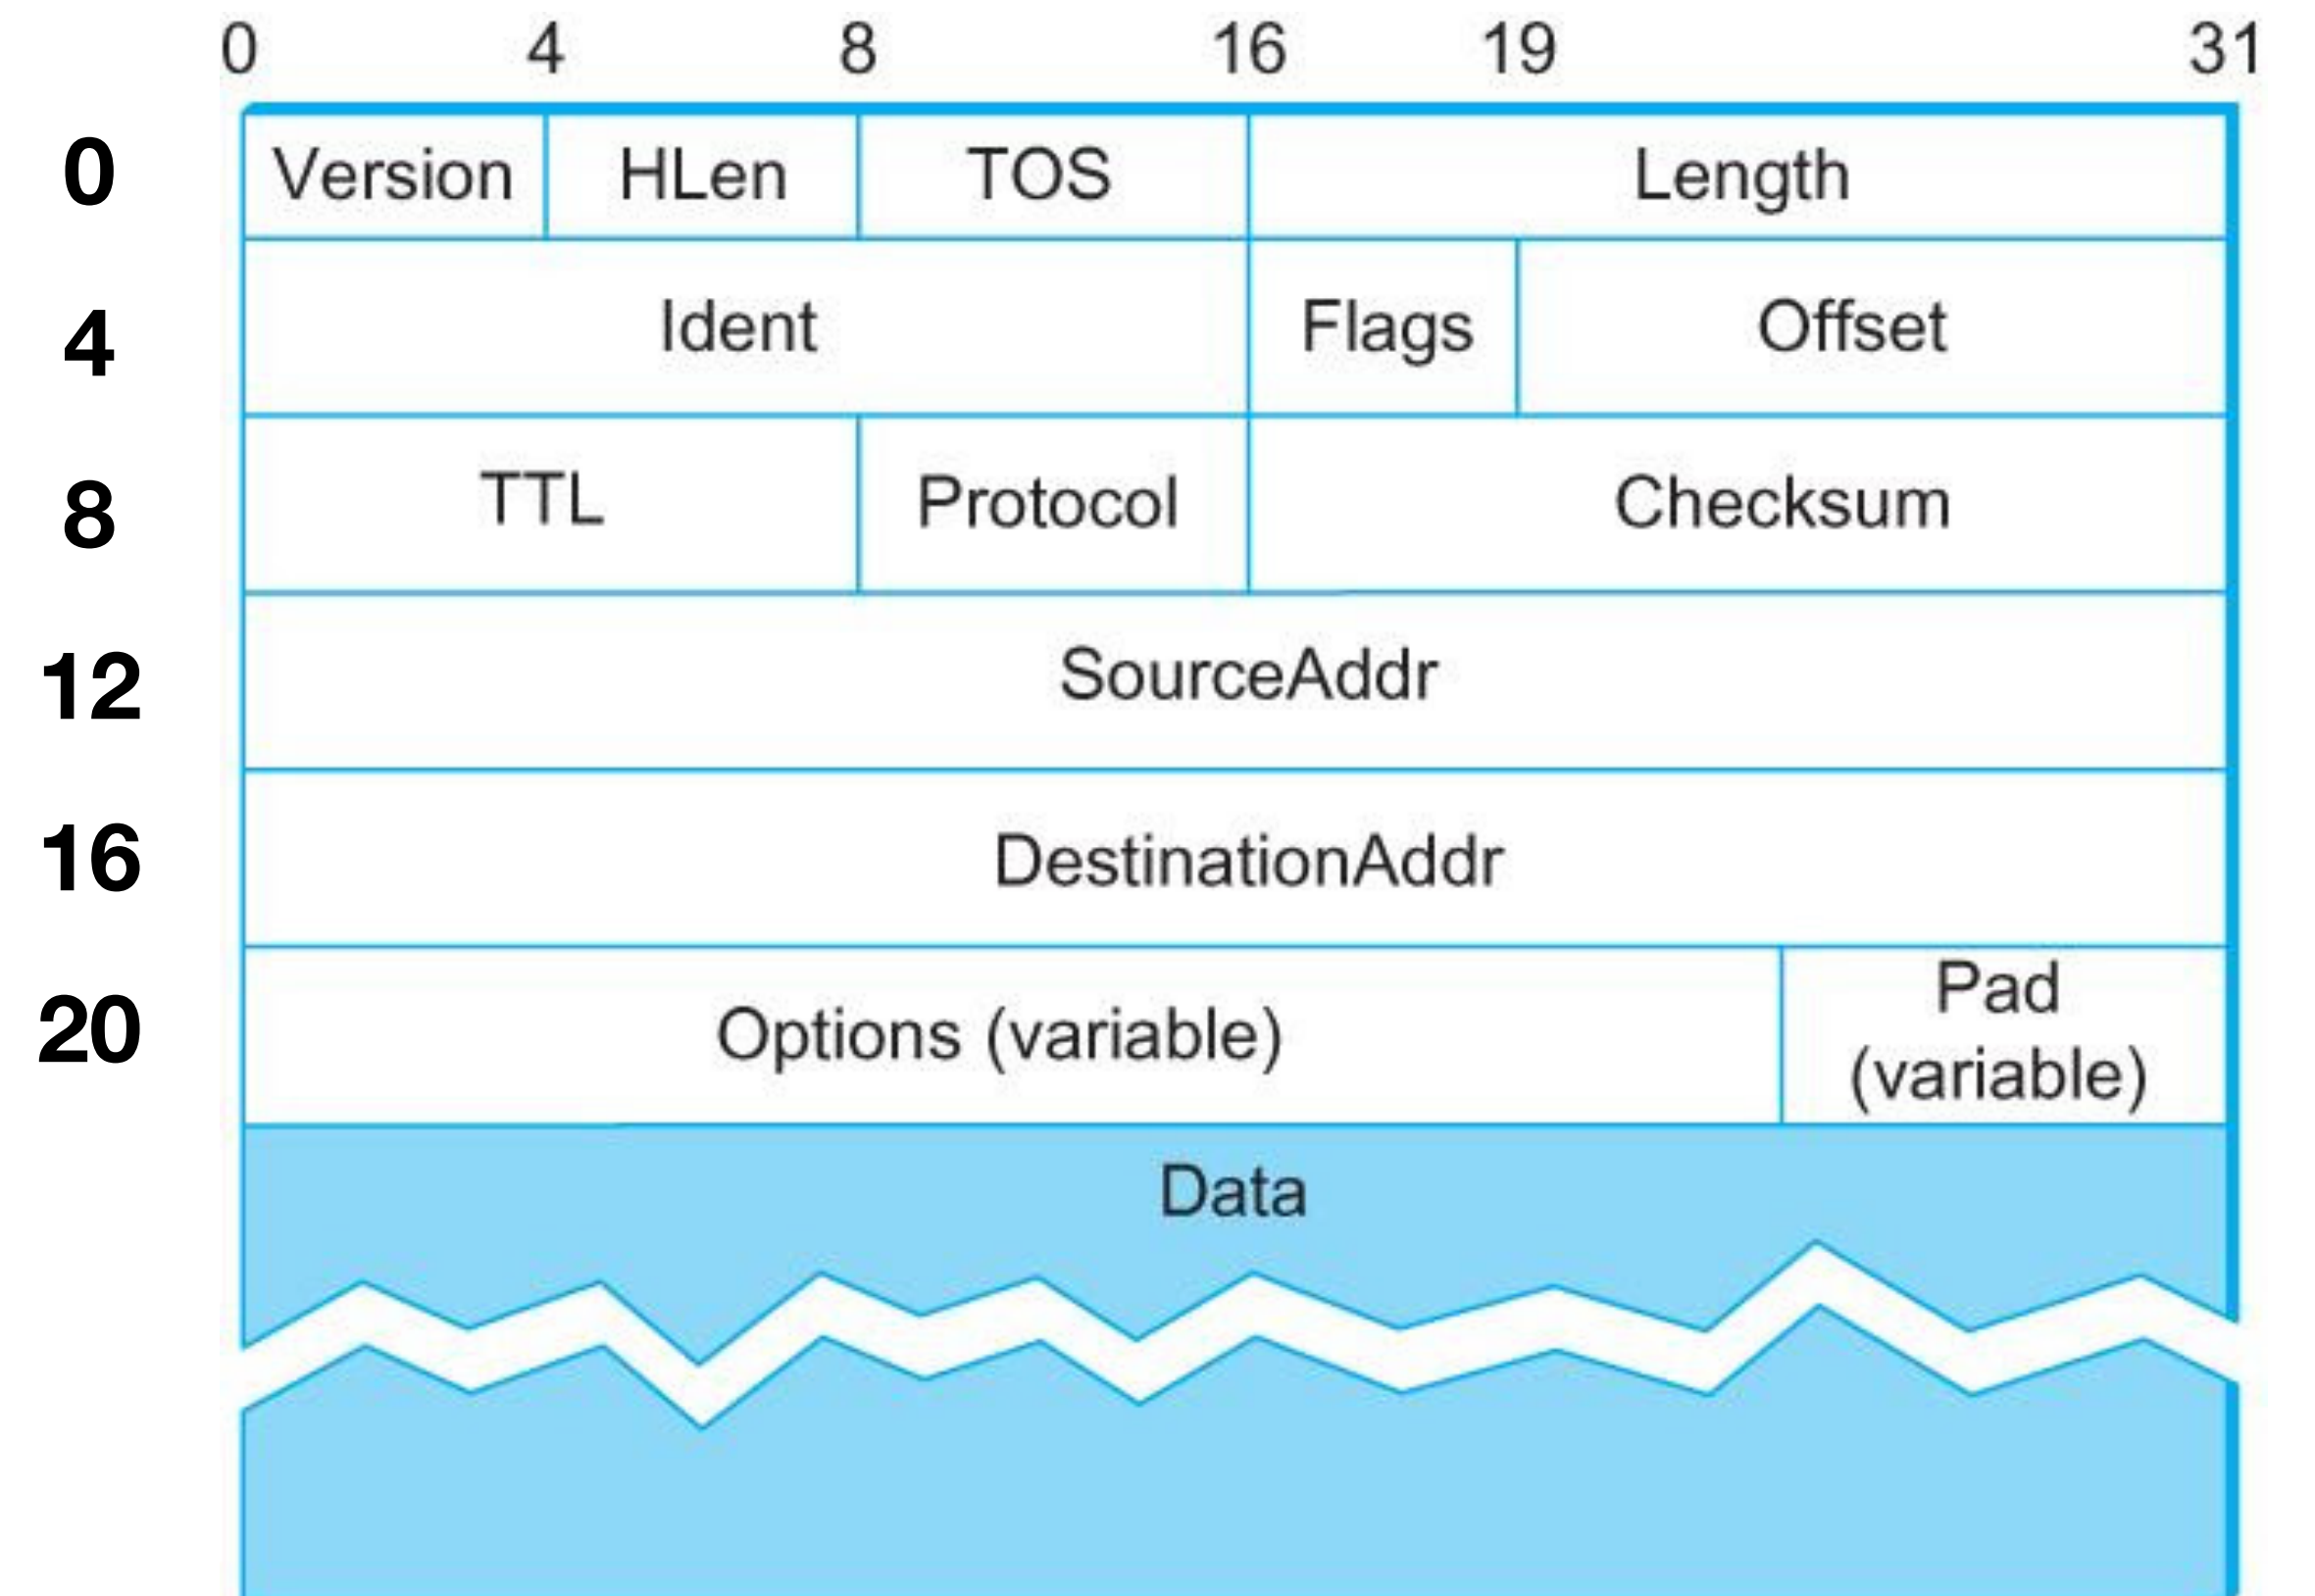 0 4 8 16 19 31
0 Version HLen TOS Length
4 Ident Flags Offset
8 TTL Protocol Checksum
12 SourceAddr
16 DestinationAddr
20 Options (variable) Pad
(variable)
Data